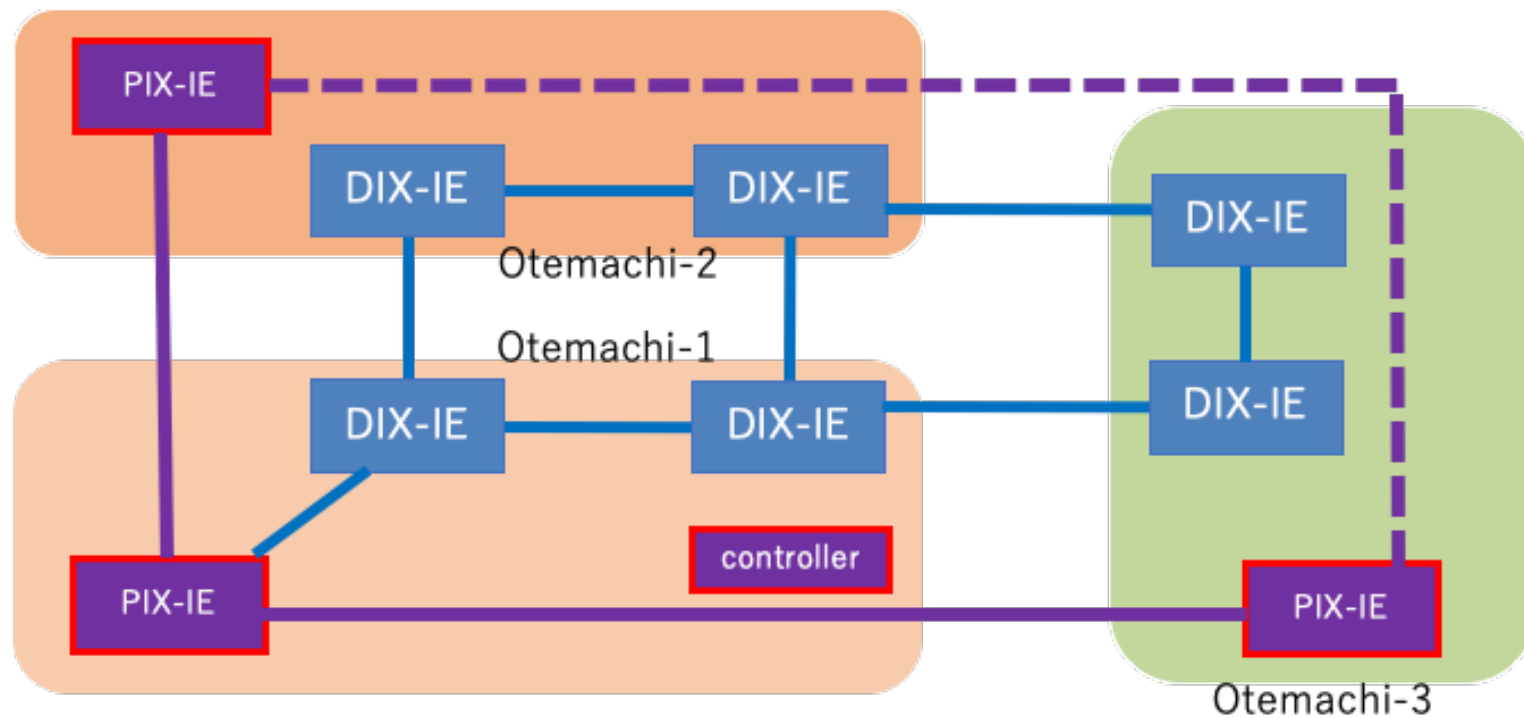 PIX-IE
DIX-IE
DIX-IE
DIX-IE
Otemachi-2
Otemachi-1
DIX-IE
DIX-IE
DIX-IE
controller
PIX-IE
PIX-IE
Otemachi-3